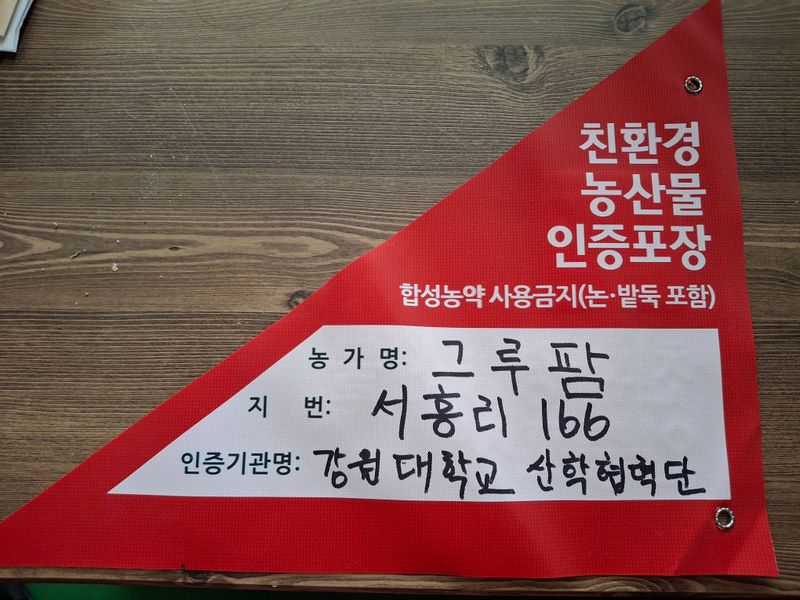 친환경
농산물
인증포장
합성농약 사용금지(논·밭둑 포함)
농 가 명: 그루팜
지 번: 서흥리 166
인증기관명: 강원대학교 산학협력단